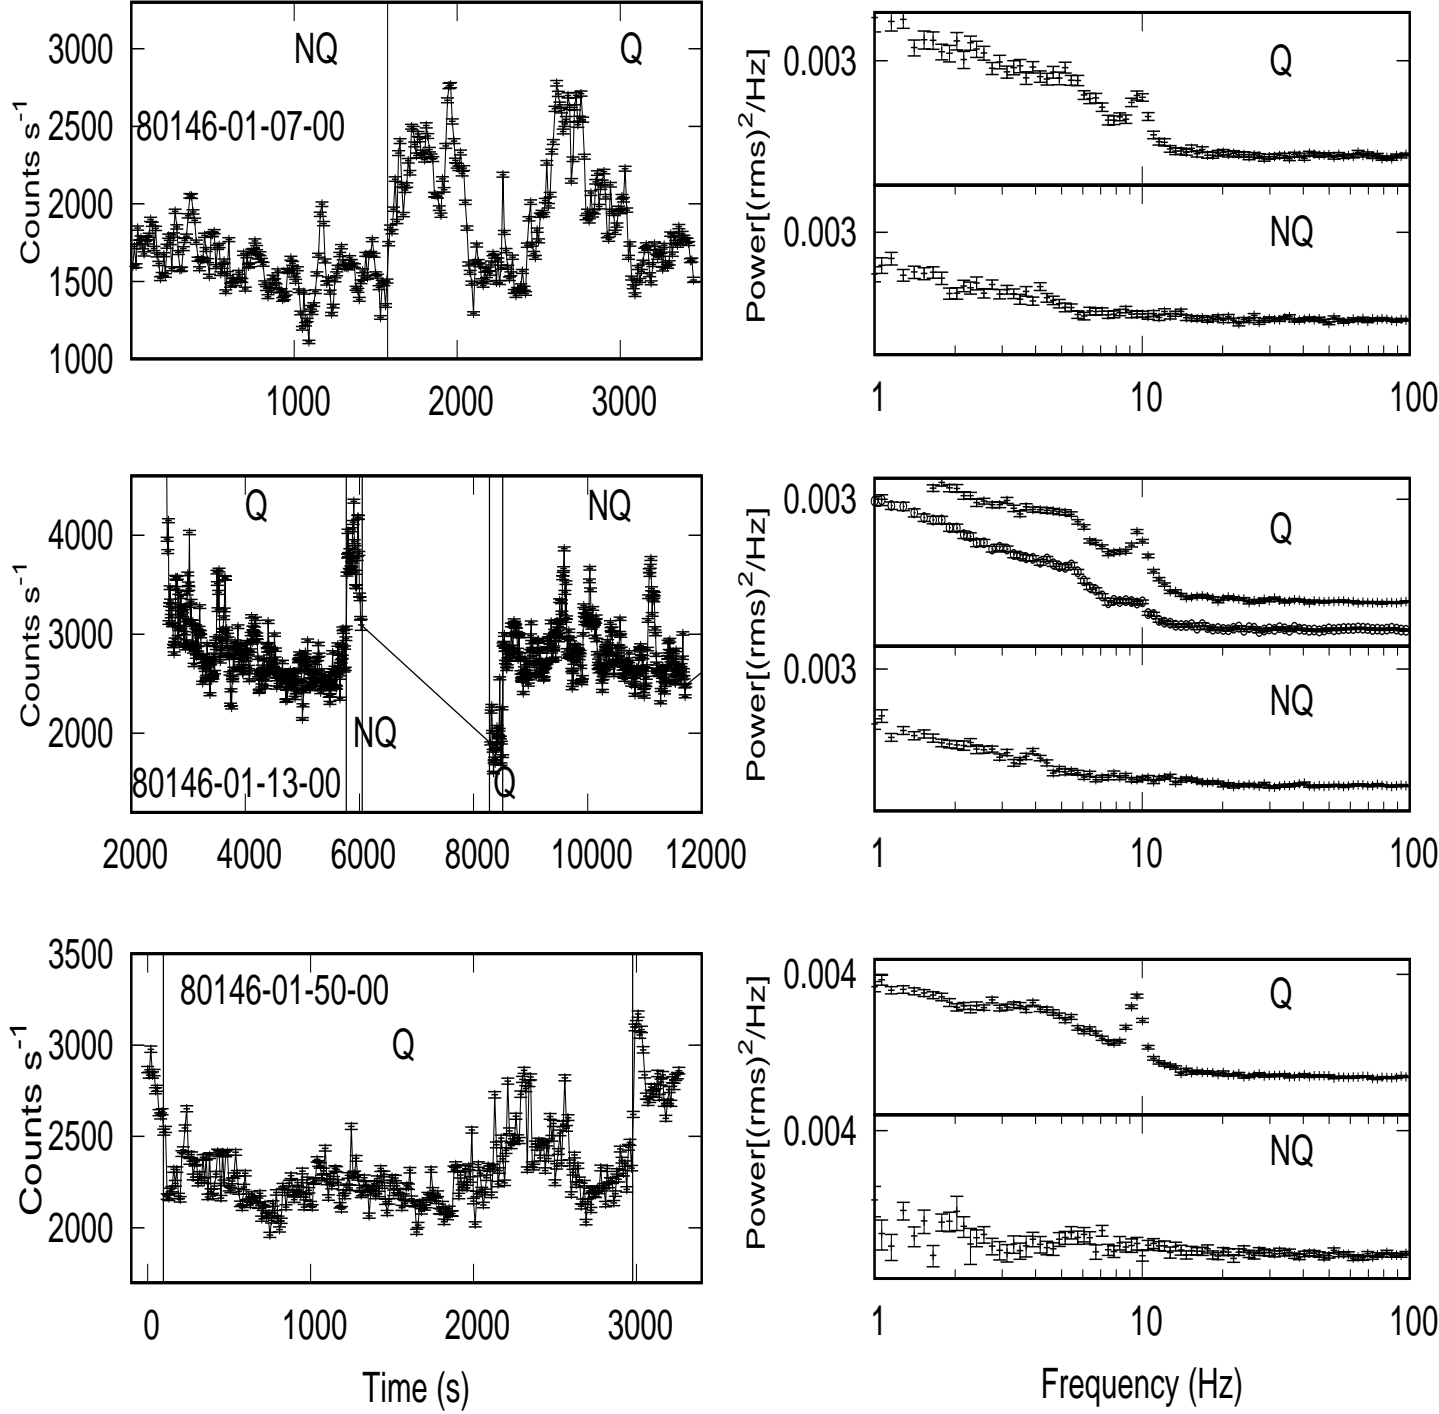 3300
3000
2500
2000
1500
1000
Counts s⁻¹
NQ
Q
80146-01-07-00
1000
2000
3000
0.003
Q
0.003
NQ
Power[(rms)²/Hz]
1
10
100
4000
3000
2000
Counts s⁻¹
Q
NQ
NQ
Q
80146-01-13-00
2000
4000
6000
8000
10000
12000
0.003
Q
0.003
NQ
Power[(rms)²/Hz]
1
10
100
3500
3000
2500
2000
Counts s⁻¹
80146-01-50-00
Q
0
1000
2000
3000
Time (s)
0.004
Q
0.004
NQ
Power[(rms)²/Hz]
1
10
100
Frequency (Hz)